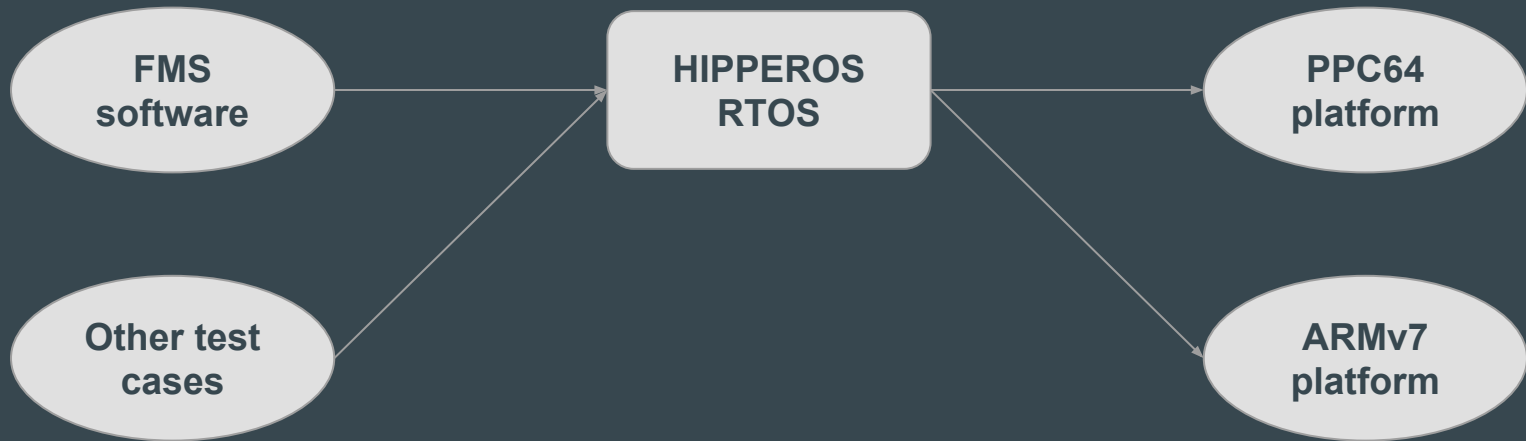 FMS
software
HIPPEROS
RTOS
PPC64
platform
Other test
cases
ARMv7
platform